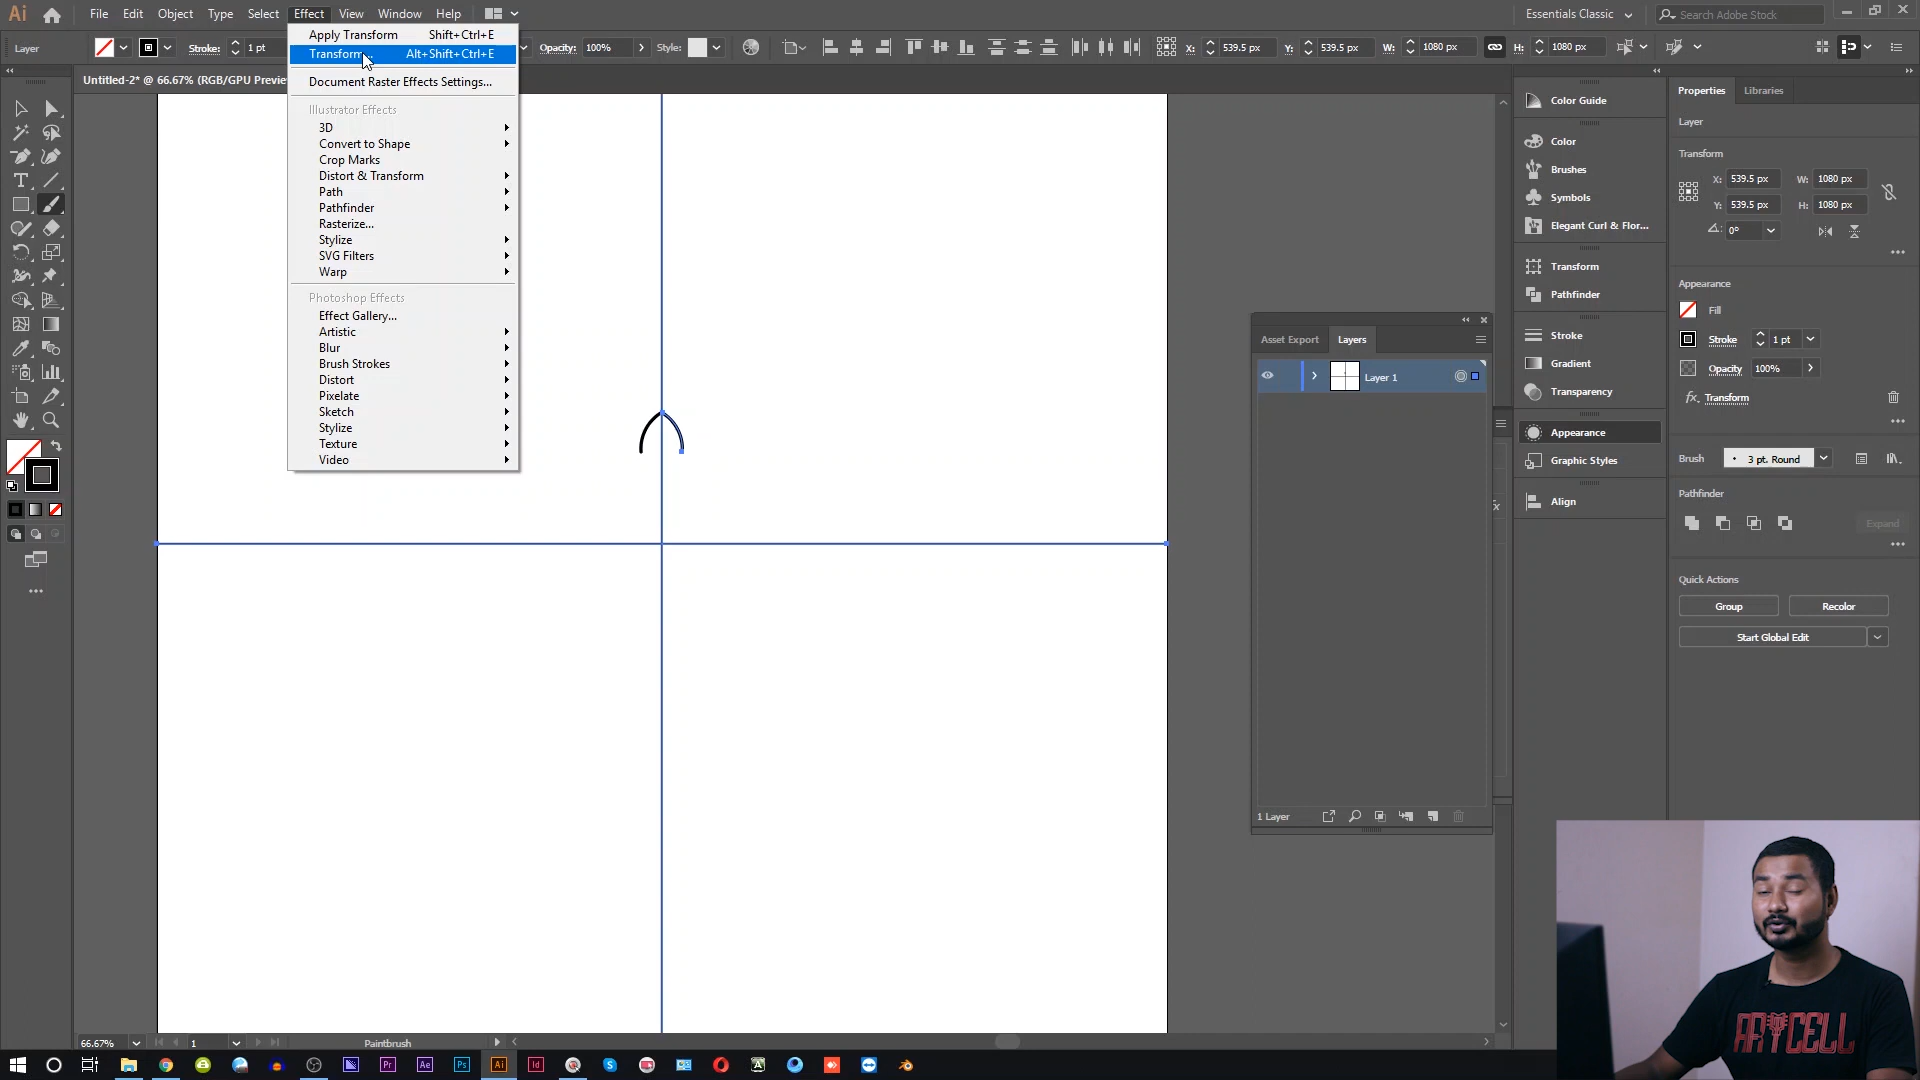 Ai File Edit Object Type Select Effect View Window Help Essentials Classic Search Adobe Stock
Layer Stroke: 1 pt Opacity: 100% Style: X: 539.5 px Y: 539.5 px W: 1080 px H: 1080 px
Apply Transform Shift+Ctrl+E
Transform... Alt+Shift+Ctrl+E
Document Raster Effects Settings...
Illustrator Effects
3D
Convert to Shape
Crop Marks
Distort & Transform
Path
Pathfinder
Rasterize...
Stylize
SVG Filters
Warp
Photoshop Effects
Effect Gallery...
Artistic
Blur
Brush Strokes
Distort
Pixelate
Sketch
Stylize
Texture
Video
Untitled-2* @ 66.67% (RGB/GPU Previe
Asset Export Layers
Layer 1
1 Layer
Color Guide
Color
Brushes
Symbols
Elegant Curl & Flor...
Transform
Pathfinder
Stroke
Gradient
Transparency
Appearance
Graphic Styles
Align
Properties Libraries
Layer
Transform
X: 539.5 px W: 1080 px
Y: 539.5 px H: 1080 px
0°
Appearance
Fill
Stroke 1 pt
Opacity 100%
fx. Transform
Brush 3 pt. Round
Pathfinder
Expand
Quick Actions
Group Recolor
Start Global Edit
66.67% 1 Paintbrush
Pr Ae Ps Ai Id
ARTCELL